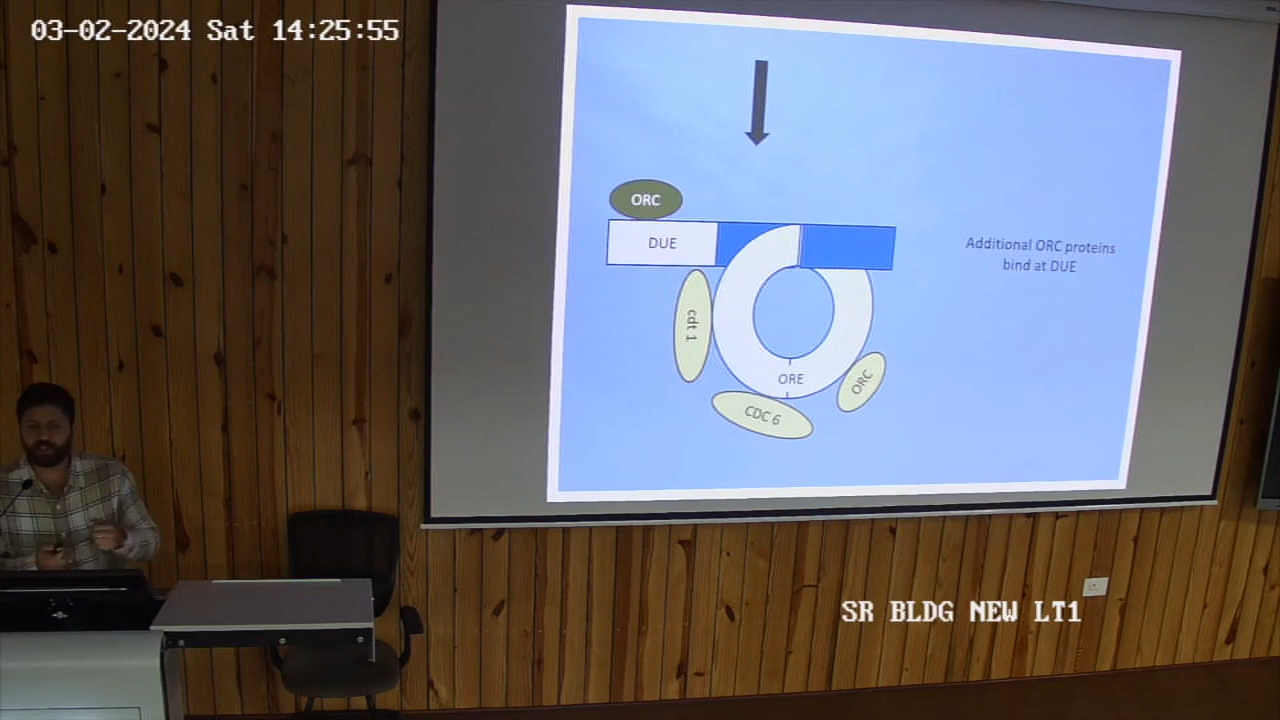 03-02-2024 Sat 14:25:55
ORC
DUE
Additional ORC proteins
bind at DUE
cdt 1
ORE
ORC
CDC 6
SR BLDG NEW LT1